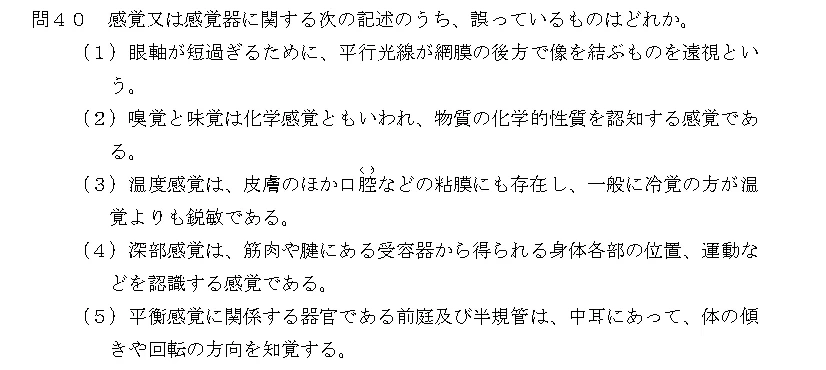 問４０　感覚又は感覚器に関する次の記述のうち、誤っているものはどれか。
（１）眼軸が短過ぎるために、平行光線が網膜の後方で像を結ぶものを遠視とい
う。
（２）嗅覚と味覚は化学感覚ともいわれ、物質の化学的性質を認知する感覚であ
る。
（３）温度感覚は、皮膚のほか口腔などの粘膜にも存在し、一般に冷覚の方が温
覚よりも鋭敏である。
（４）深部感覚は、筋肉や腱にある受容器から得られる身体各部の位置、運動な
どを認識する感覚である。
（５）平衡感覚に関係する器官である前庭及び半規管は、中耳にあって、体の傾
きや回転の方向を知覚する。